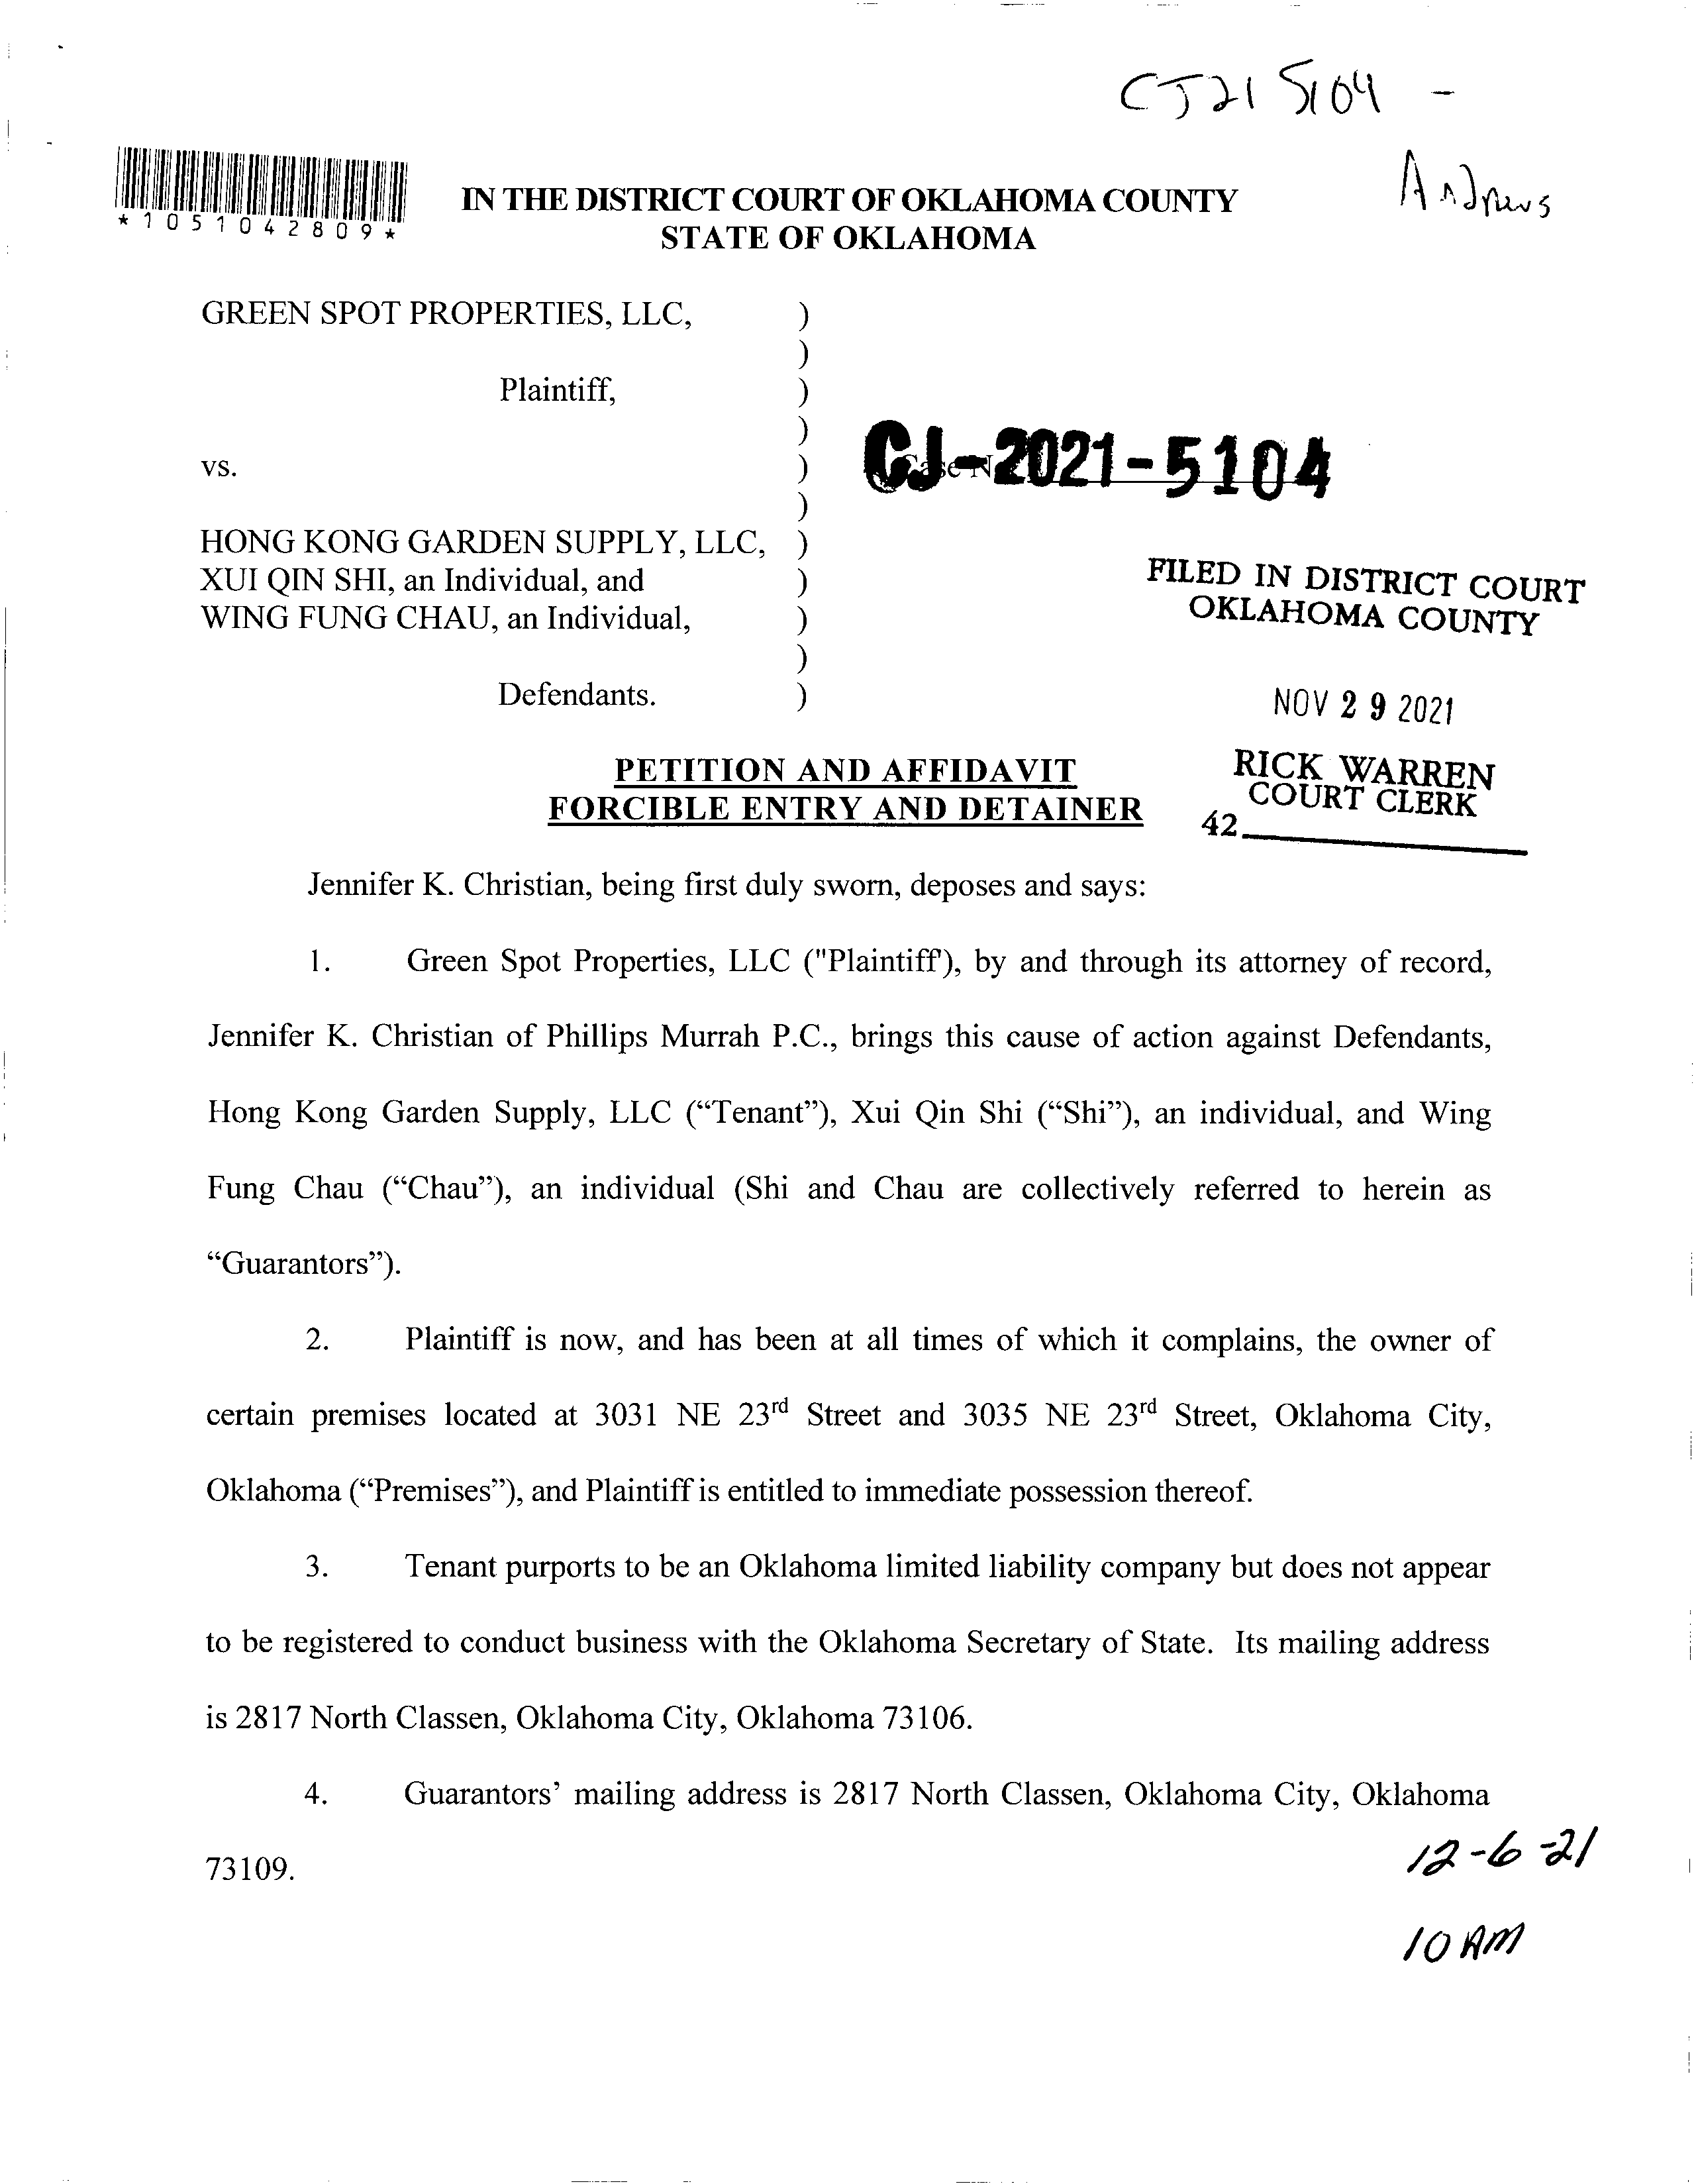 CJ21 5104 -
Andrews
*1051042809*
IN THE DISTRICT COURT OF OKLAHOMA COUNTY
STATE OF OKLAHOMA
GREEN SPOT PROPERTIES, LLC, )
)
Plaintiff, )
)
vs. )
)
HONG KONG GARDEN SUPPLY, LLC, )
XUI QIN SHI, an Individual, and )
WING FUNG CHAU, an Individual, )
)
Defendants. )
CJ-2021-5104
FILED IN DISTRICT COURT
OKLAHOMA COUNTY
NOV 29 2021
RICK WARREN
COURT CLERK
42
PETITION AND AFFIDAVIT
FORCIBLE ENTRY AND DETAINER
Jennifer K. Christian, being first duly sworn, deposes and says:
1. Green Spot Properties, LLC ("Plaintiff), by and through its attorney of record,
Jennifer K. Christian of Phillips Murrah P.C., brings this cause of action against Defendants,
Hong Kong Garden Supply, LLC (“Tenant”), Xui Qin Shi (“Shi”), an individual, and Wing
Fung Chau (“Chau”), an individual (Shi and Chau are collectively referred to herein as
“Guarantors”).
2. Plaintiff is now, and has been at all times of which it complains, the owner of
certain premises located at 3031 NE 23rd Street and 3035 NE 23rd Street, Oklahoma City,
Oklahoma (“Premises”), and Plaintiff is entitled to immediate possession thereof.
3. Tenant purports to be an Oklahoma limited liability company but does not appear
to be registered to conduct business with the Oklahoma Secretary of State. Its mailing address
is 2817 North Classen, Oklahoma City, Oklahoma 73106.
4. Guarantors’ mailing address is 2817 North Classen, Oklahoma City, Oklahoma
73109.
12-6-21
10 AM